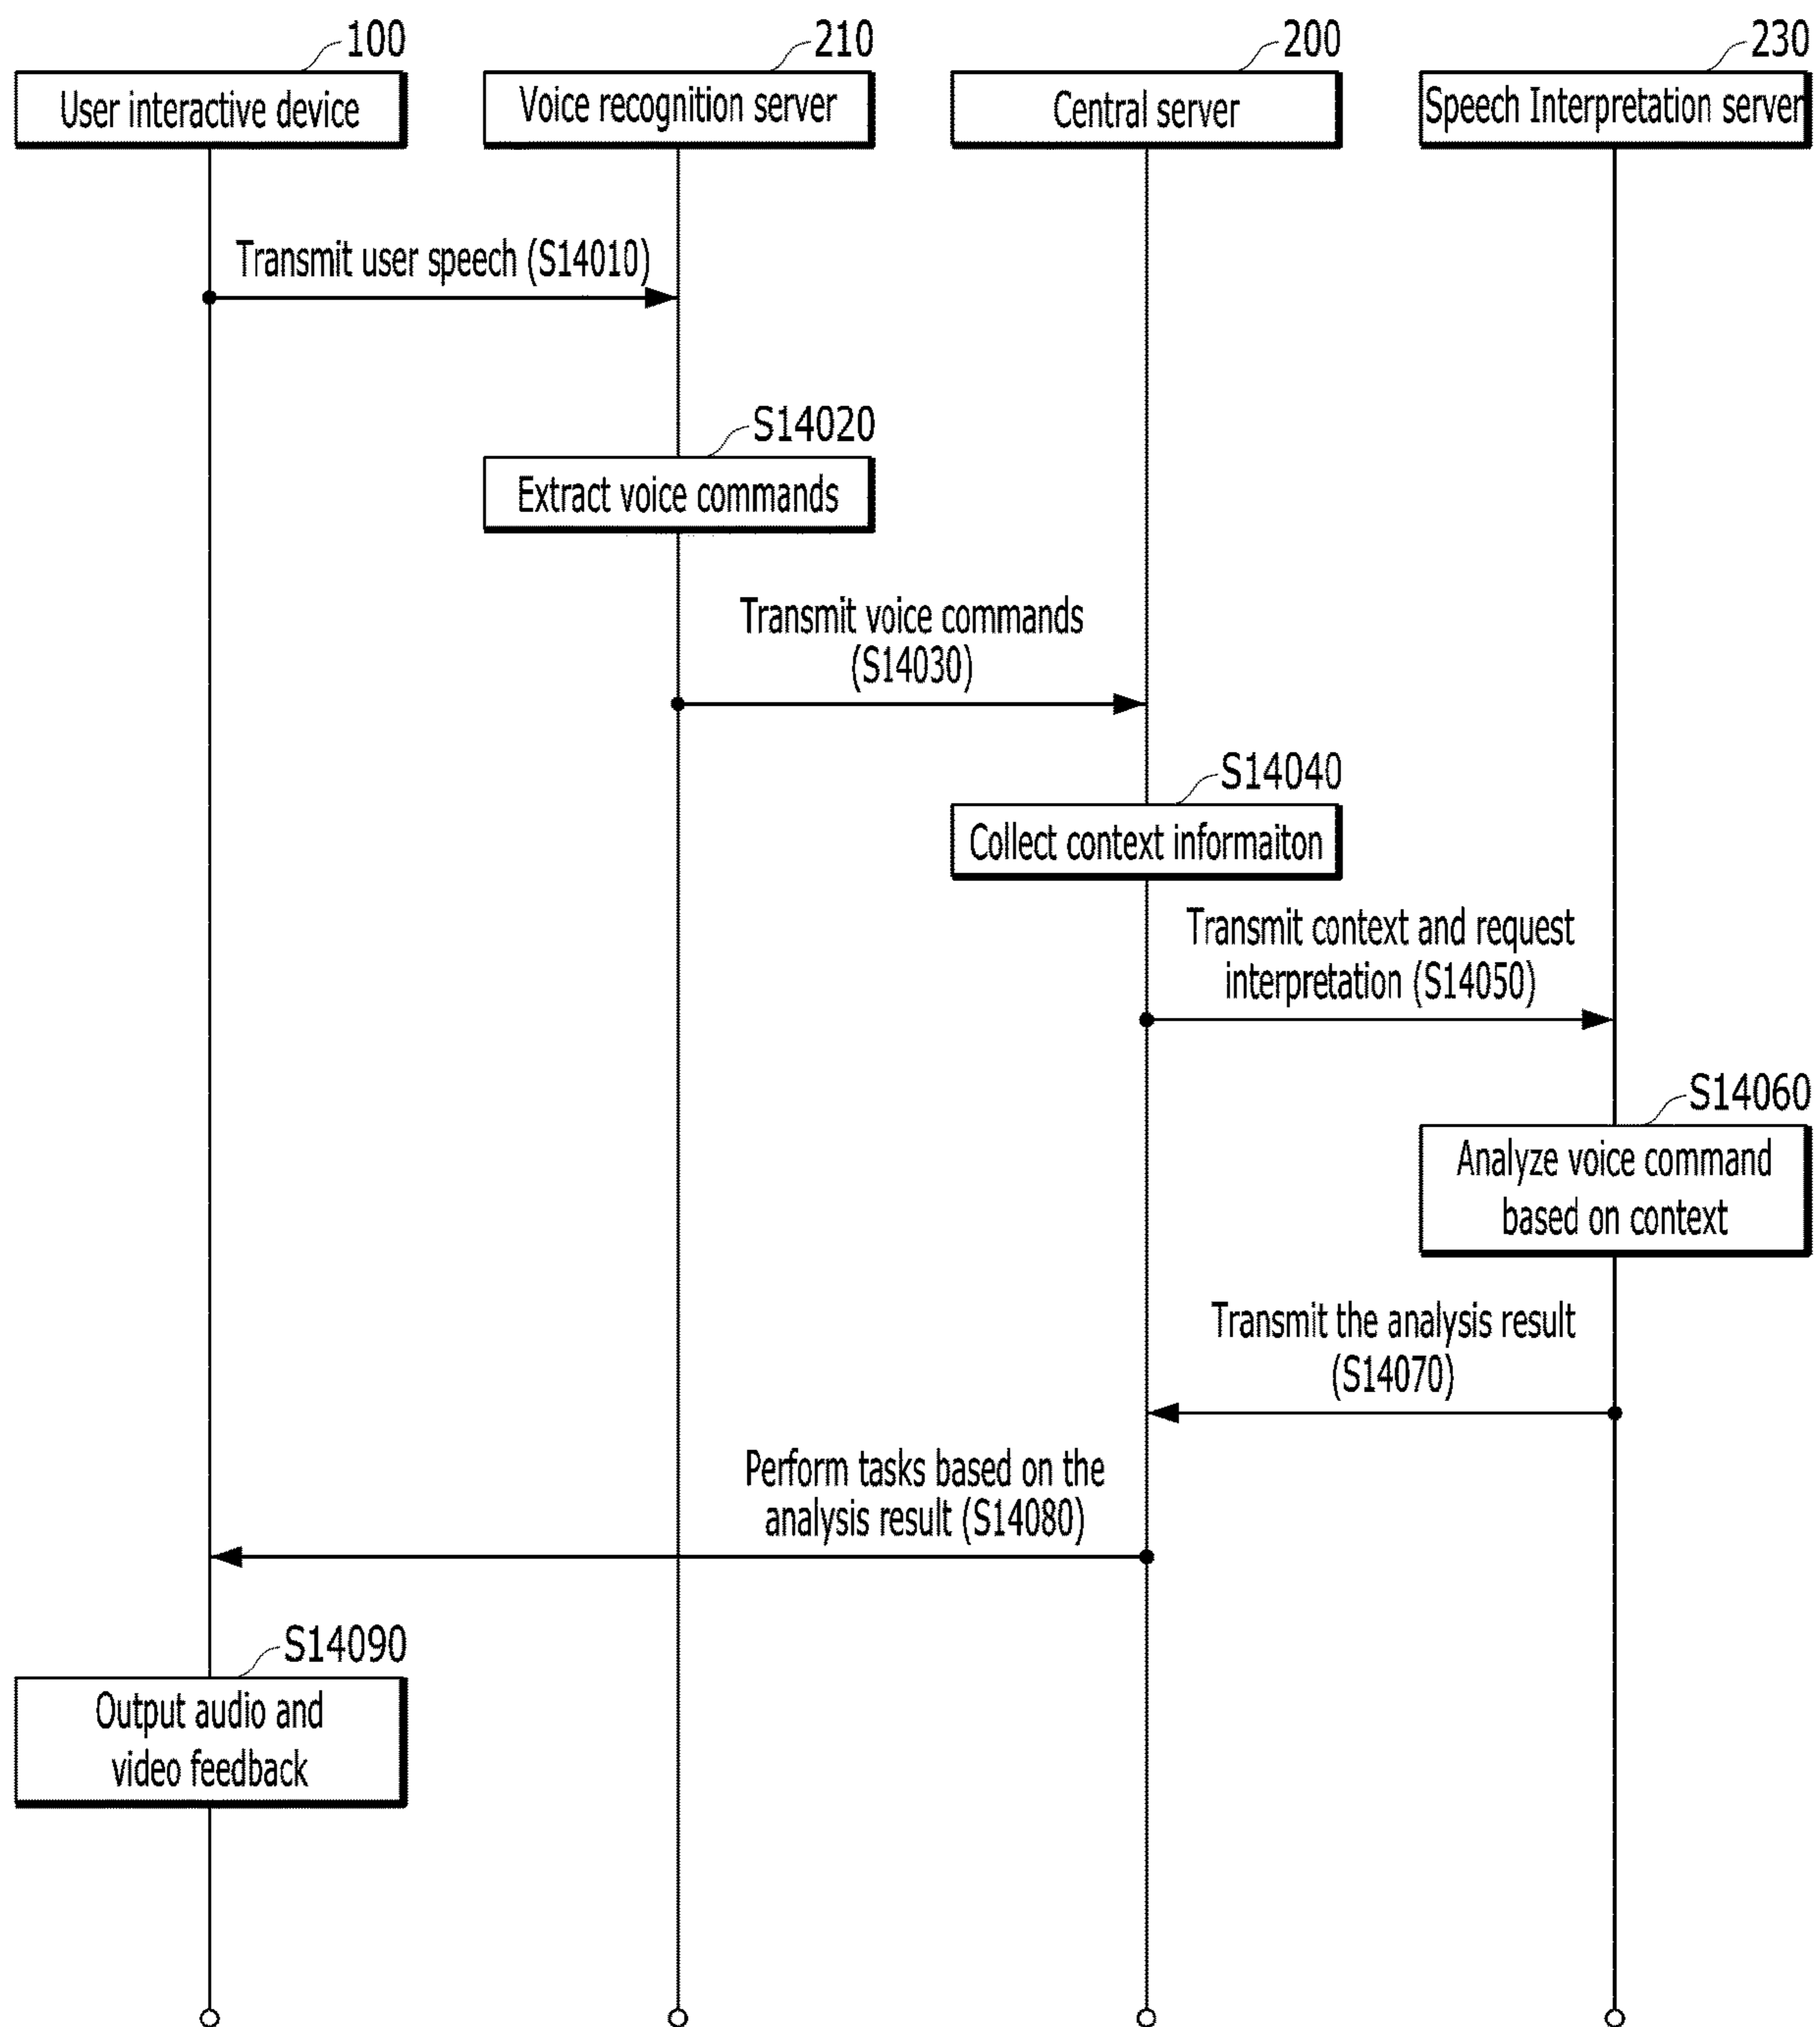 100
210
200
230
User interactive device
Voice recognition server
Central server
Speech Interpretation server
Transmit user speech (S14010)
S14020
Extract voice commands
Transmit voice commands
(S14030)
S14040
Collect context informaiton
Transmit context and request
interpretation (S14050)
S14060
Analyze voice command
based on context
Transmit the analysis result
(S14070)
Perform tasks based on the
analysis result (S14080)
S14090
Output audio and
video feedback